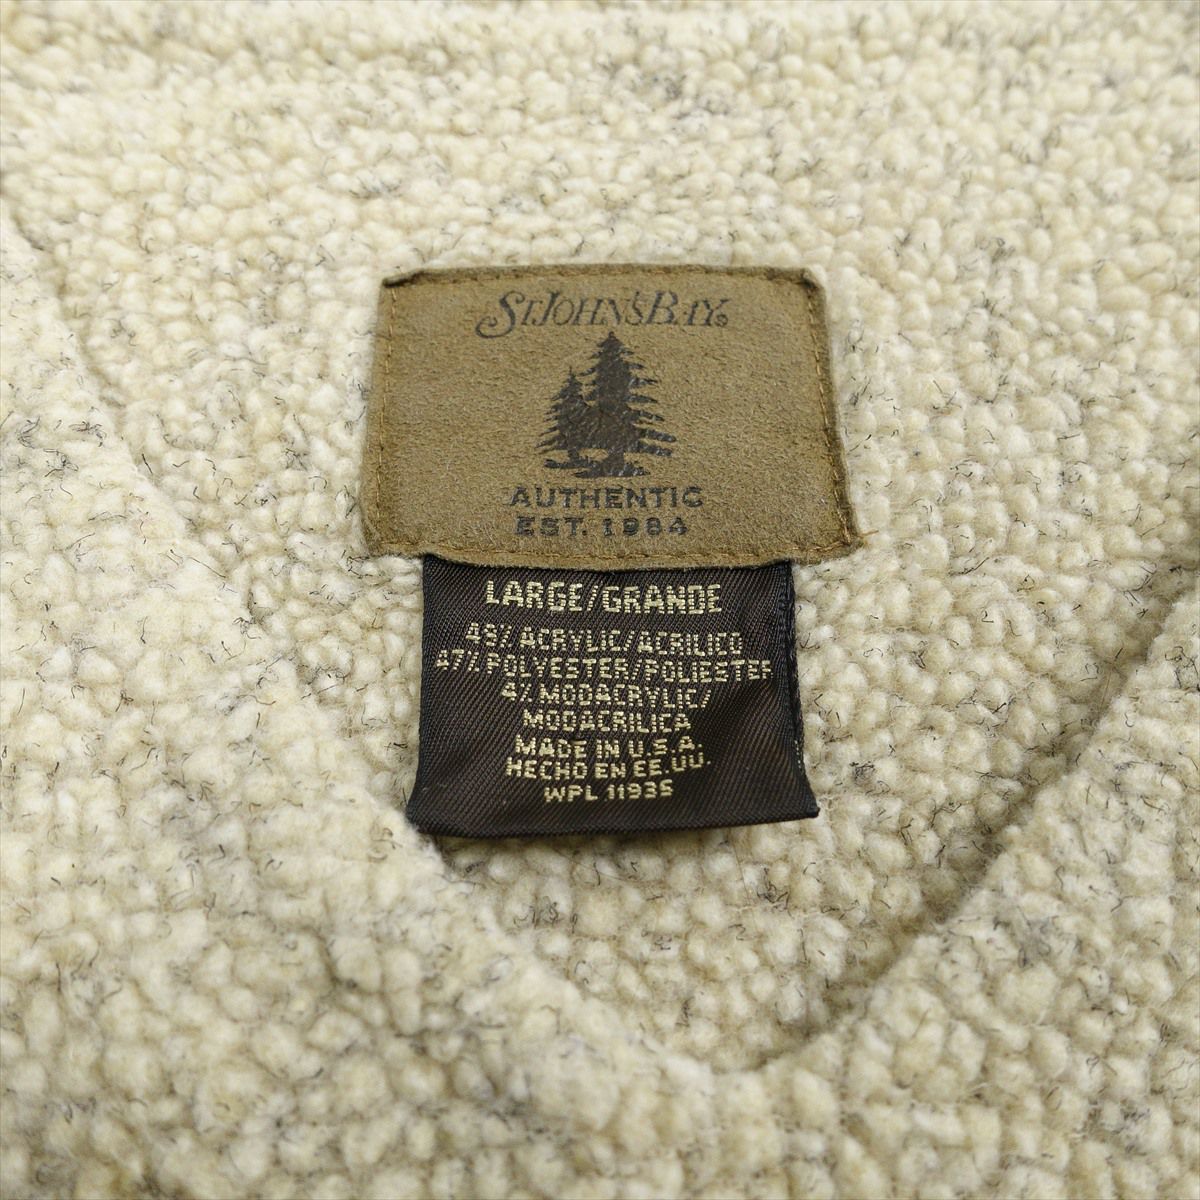 ST. JOHN'S BAY®
AUTHENTIC
EST. 1984
LARGE/GRANDE
49% ACRYLIC/ACRILICO
47% POLYESTER/POLIESTER
4% MODACRYLIC/
MODACRILICA
MADE IN U.S.A.
HECHO EN EE.UU.
WPL 11935